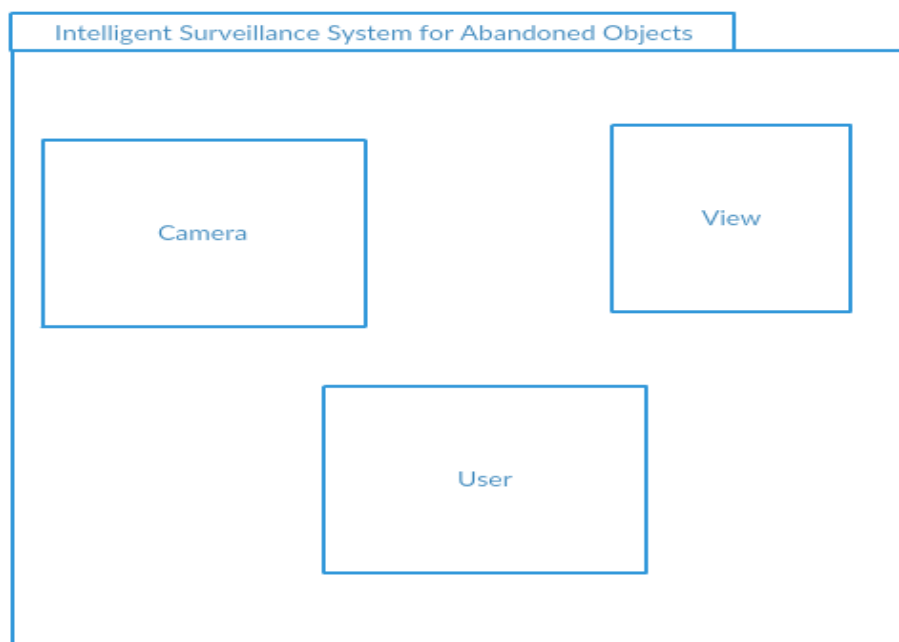 Intelligent Surveillance System for Abandoned Objects
Camera
View
User